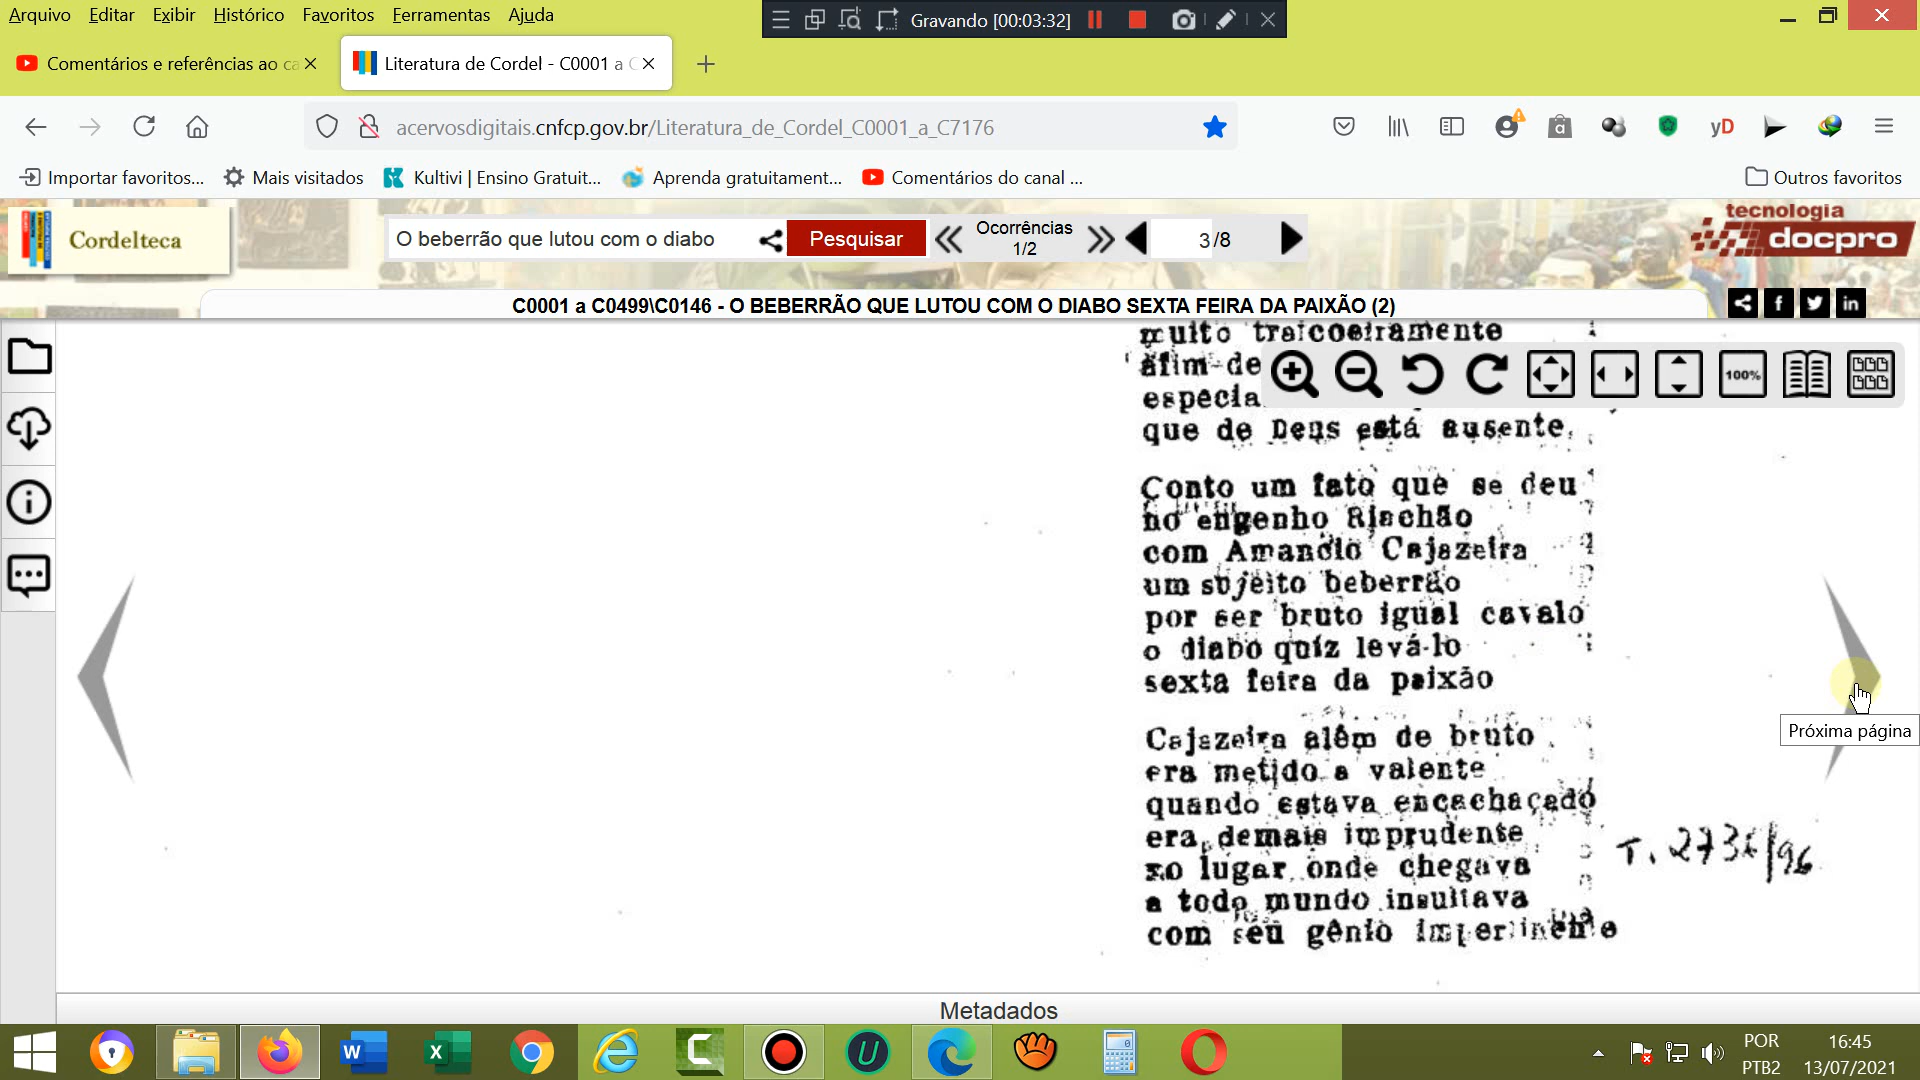 Arquivo Editar Exibir Histórico Favoritos Ferramentas Ajuda
Gravando [00:03:32]
Comentários e referências ao ca
Literatura de Cordel - C0001 a C
acervosdigitais.cnfcp.gov.br/Literatura_de_Cordel_C0001_a_C7176
yD
Importar favoritos... Mais visitados Kultivi | Ensino Gratuit... Aprenda gratuitament... Comentários do canal ... Outros favoritos
Cordelteca
O beberrão que lutou com o diabo
Pesquisar
Ocorrências
1/2
3 /8
tecnologia
docpro
C0001 a C0499\C0146 - O BEBERRÃO QUE LUTOU COM O DIABO SEXTA FEIRA DA PAIXÃO (2)
100%
muito traiçoeiramente
afim de
especia
que de Deus está ausente.
Conto um fato que se deu
no engenho Riachão
com Amancio Cajazeira
um sujeito beberrão
por ser bruto igual cavalo
o diabo quiz levá-lo
sexta feira da paixão
Cajazeira além de bruto
era metido a valente
quando estava encachaçado
era demais imprudente
no lugar onde chegava
a todo mundo insultava
com seu gênio impertinente
Próxima página
Metadados
POR
PTB2
16:45
13/07/2021